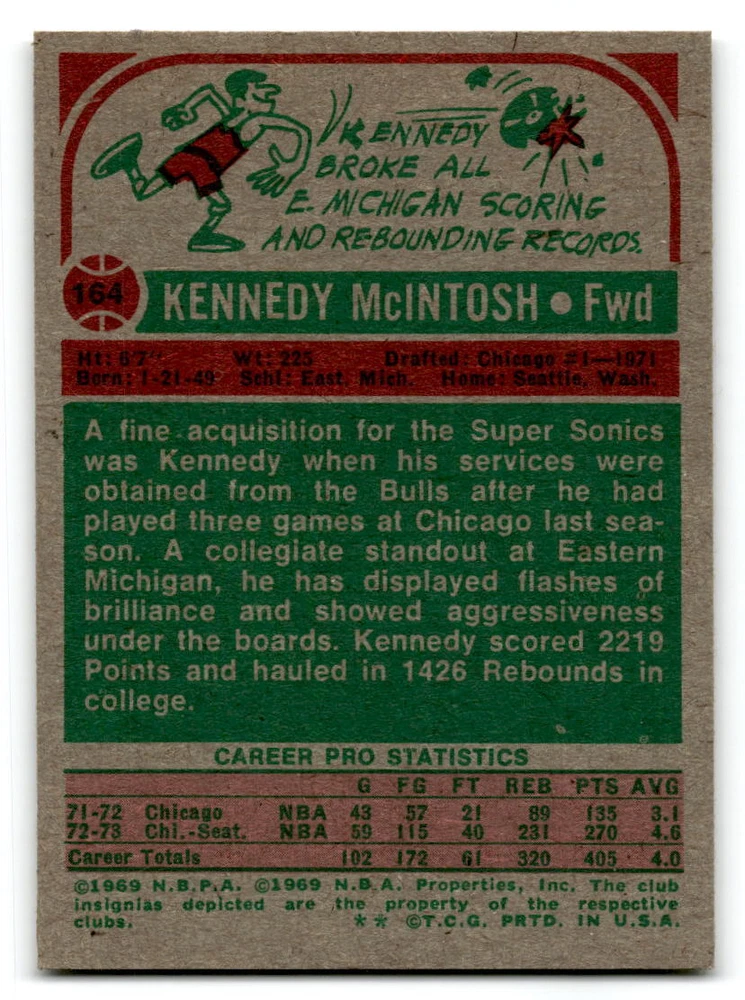 KENNEDY
BROKE ALL
E. MICHIGAN SCORING
AND REBOUNDING RECORDS.
164
KENNEDY McINTOSH • Fwd
Ht: 6'7" Wt: 225 Drafted: Chicago #1—1971
Born: 1-21-49 Schl: East. Mich. Home: Seattle, Wash.
A fine acquisition for the Super Sonics
was Kennedy when his services were
obtained from the Bulls after he had
played three games at Chicago last sea-
son. A collegiate standout at Eastern
Michigan, he has displayed flashes of
brilliance and showed aggressiveness
under the boards. Kennedy scored 2219
Points and hauled in 1426 Rebounds in
college.
CAREER PRO STATISTICS
G FG FT REB PTS AVG
71-72 Chicago NBA 43 57 21 89 135 3.1
72-73 Chi.-Seat. NBA 59 115 40 231 270 4.6
Career Totals 102 172 61 320 405 4.0
©1969 N.B.P.A. ©1969 N.B.A. Properties, Inc. The club
insignias depicted are the property of the respective
clubs. ** ©T.C.G. PRTD. IN U.S.A.